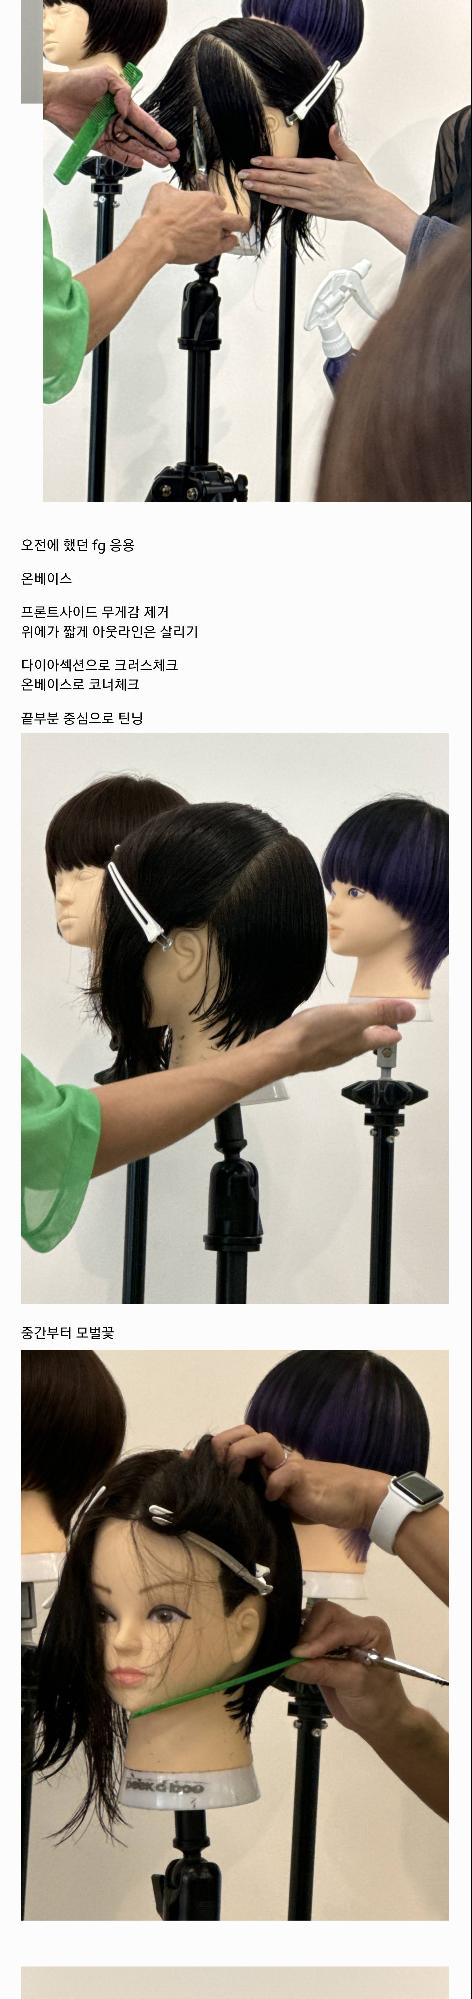 오전에 했던 fg 응용
온베이스
프론트사이드 무게감 제거
위에가 짧게 아웃라인은 살리기
다이아섹션으로 크러스체크
온베이스로 코너체크
끝부분 중심으로 틴닝
중간부터 모벌꽃